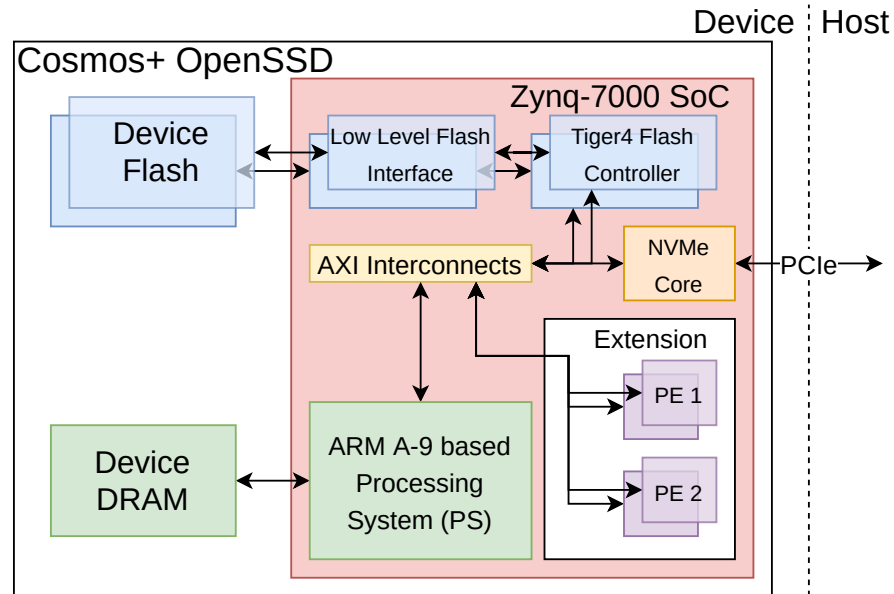 Device
Host
Cosmos+ OpenSSD
Zynq-7000 SoC
Device
Flash
Low Level Flash
Interface
Tiger4 Flash
Controller
AXI Interconnects
NVMe
Core
PCIe
Extension
PE 1
PE 2
ARM A-9 based
Processing
System (PS)
Device
DRAM